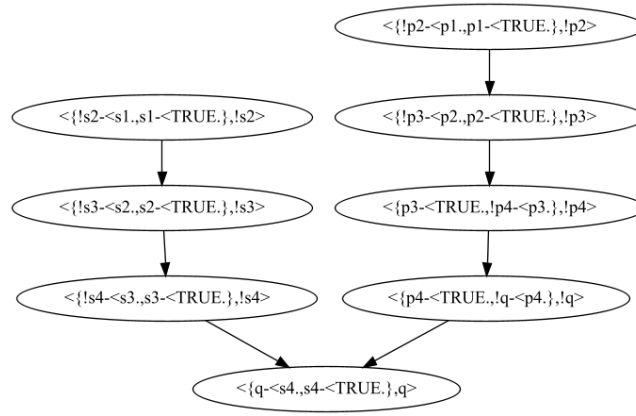 <{!p2-<p1.,p1-<TRUE.},!p2>
<{!s2-<s1.,s1-<TRUE.},!s2>
<{!p3-<p2.,p2-<TRUE.},!p3>
<{!s3-<s2.,s2-<TRUE.},!s3>
<{p3-<TRUE.,!p4-<p3.},!p4>
<{!s4-<s3.,s3-<TRUE.},!s4>
<{p4-<TRUE.,!q-<p4.},!q>
<{q-<s4.,s4-<TRUE.},q>